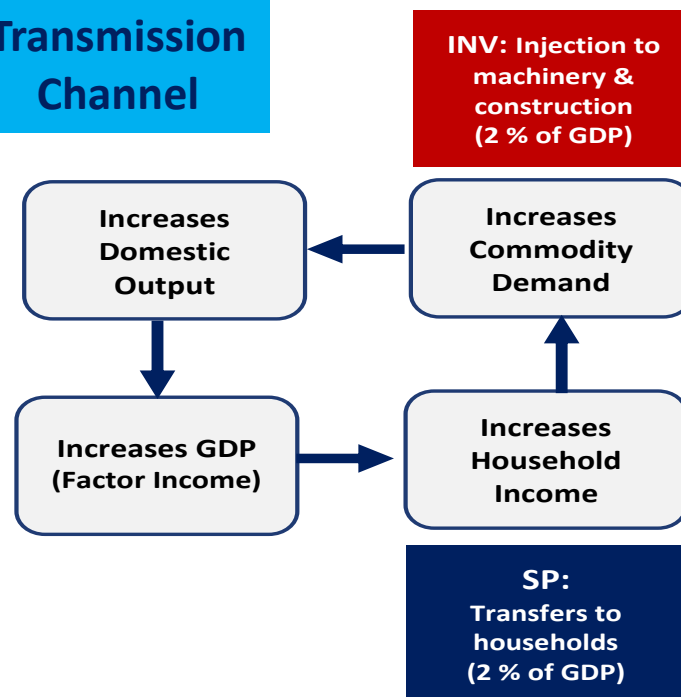 Transmission
Channel
INV: Injection to
machinery &
construction
(2 % of GDP)
Increases
Domestic
Output
Increases
Commodity
Demand
Increases GDP
(Factor Income)
Increases
Household
Income
SP:
Transfers to
households
(2 % of GDP)